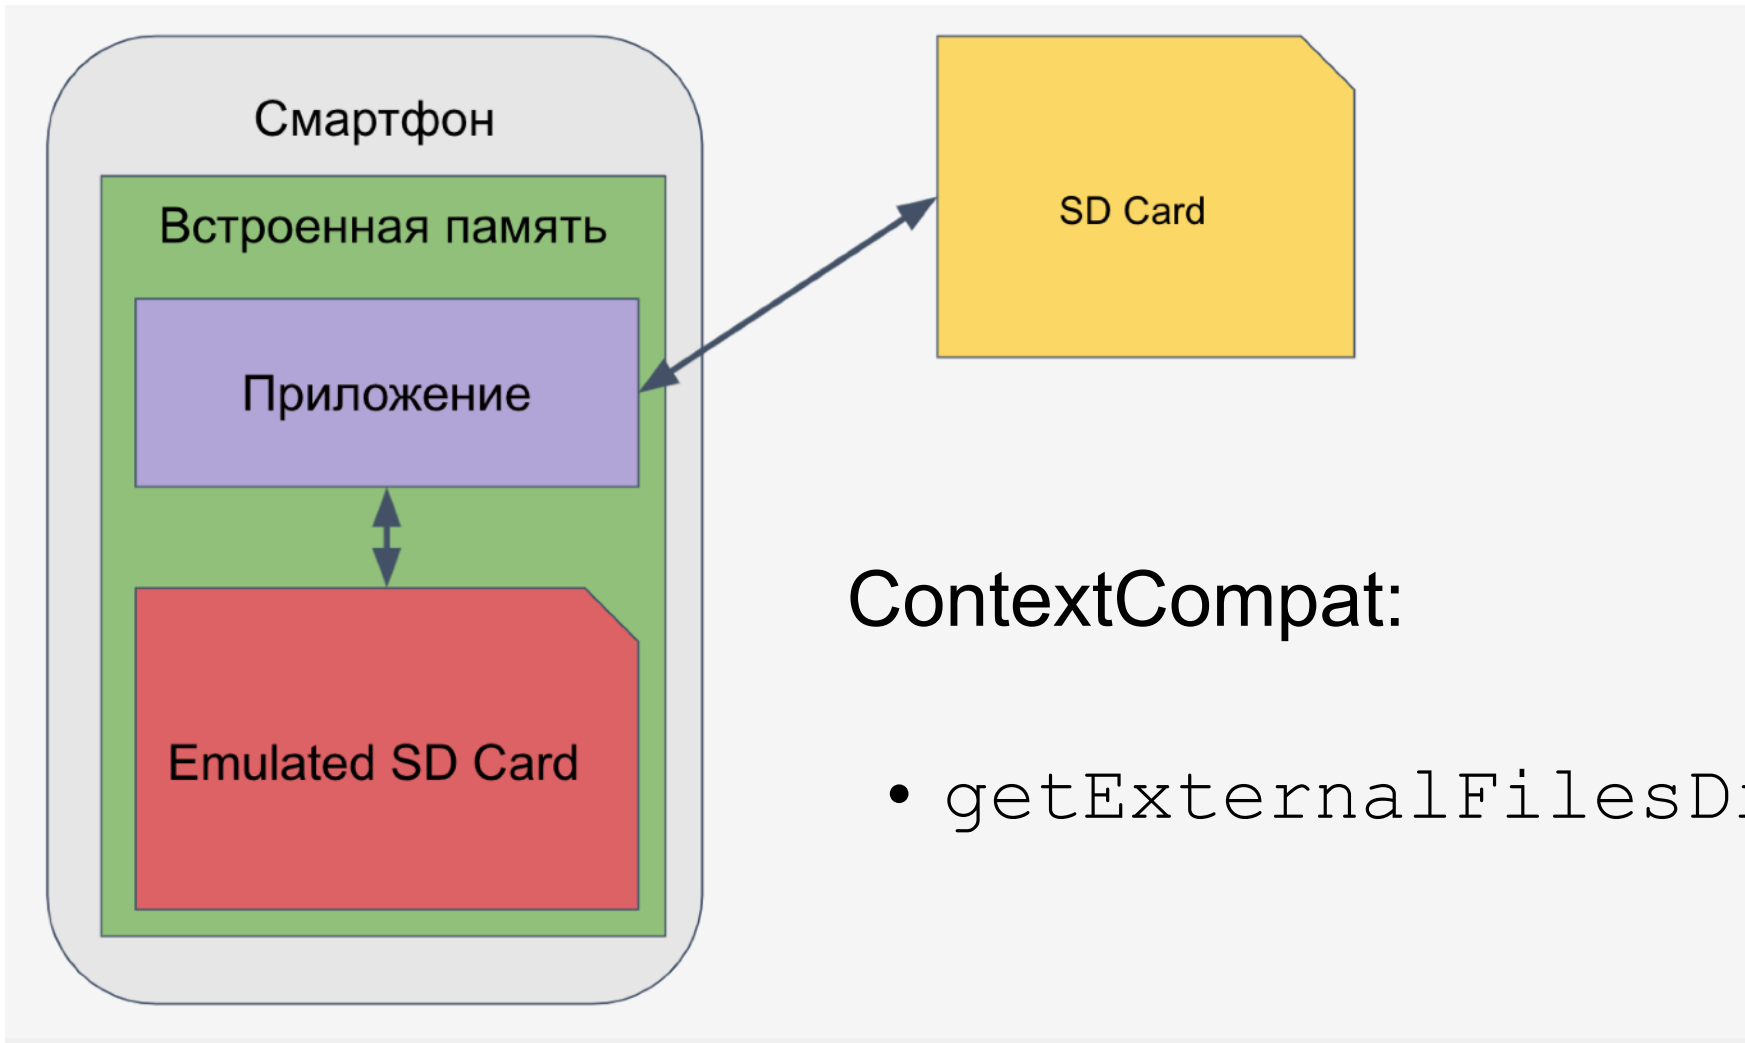 Смартфон
Встроенная память
Приложение
Emulated SD Card
SD Card
ContextCompat:
• getExternalFilesD